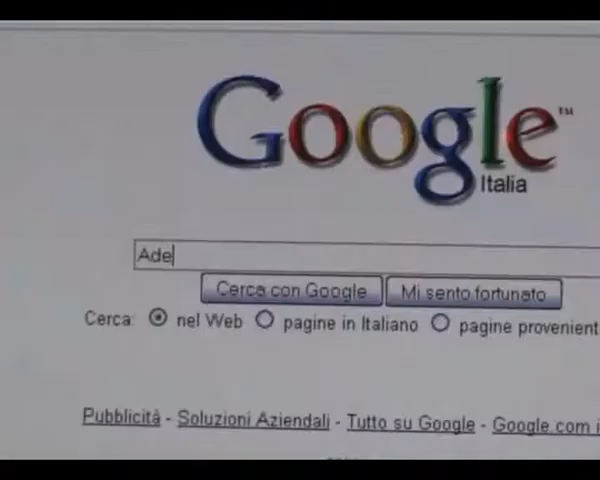 Google™
Italia
Ade
Cerca con Google Mi sento fortunato
Cerca: nel Web pagine in Italiano pagine provenient
Pubblicità - Soluzioni Aziendali - Tutto su Google - Google.com i